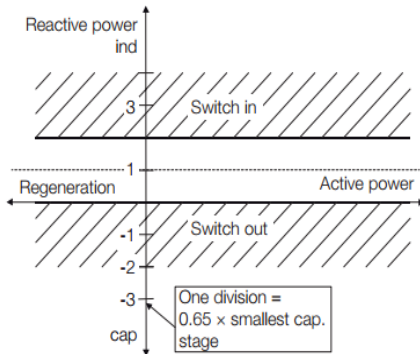 Reactive power
ind
3
Switch in
1
Regeneration
Active power
Switch out
-1
-2
-3
One division =
0.65 × smallest cap.
stage
cap